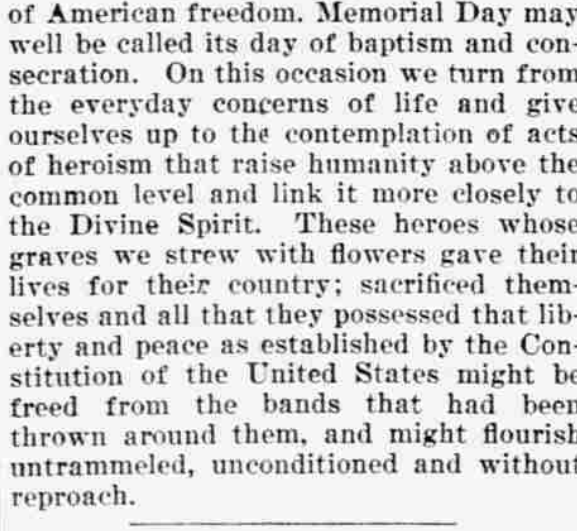 of American freedom. Memorial Day may
well be called its day of baptism and con-
secration. On this occasion we turn from
the everyday concerns of life and give
ourselves up to the contemplation of acts
of heroism that raise humanity above the
common level and link it more closely to
the Divine Spirit. These heroes whose
graves we strew with flowers gave their
lives for their country; sacrificed them-
selves and all that they possessed that lib-
erty and peace as established by the Con-
stitution of the United States might be
freed from the bands that had been
thrown around them, and might flourish
untrammeled, unconditioned and without
reproach.